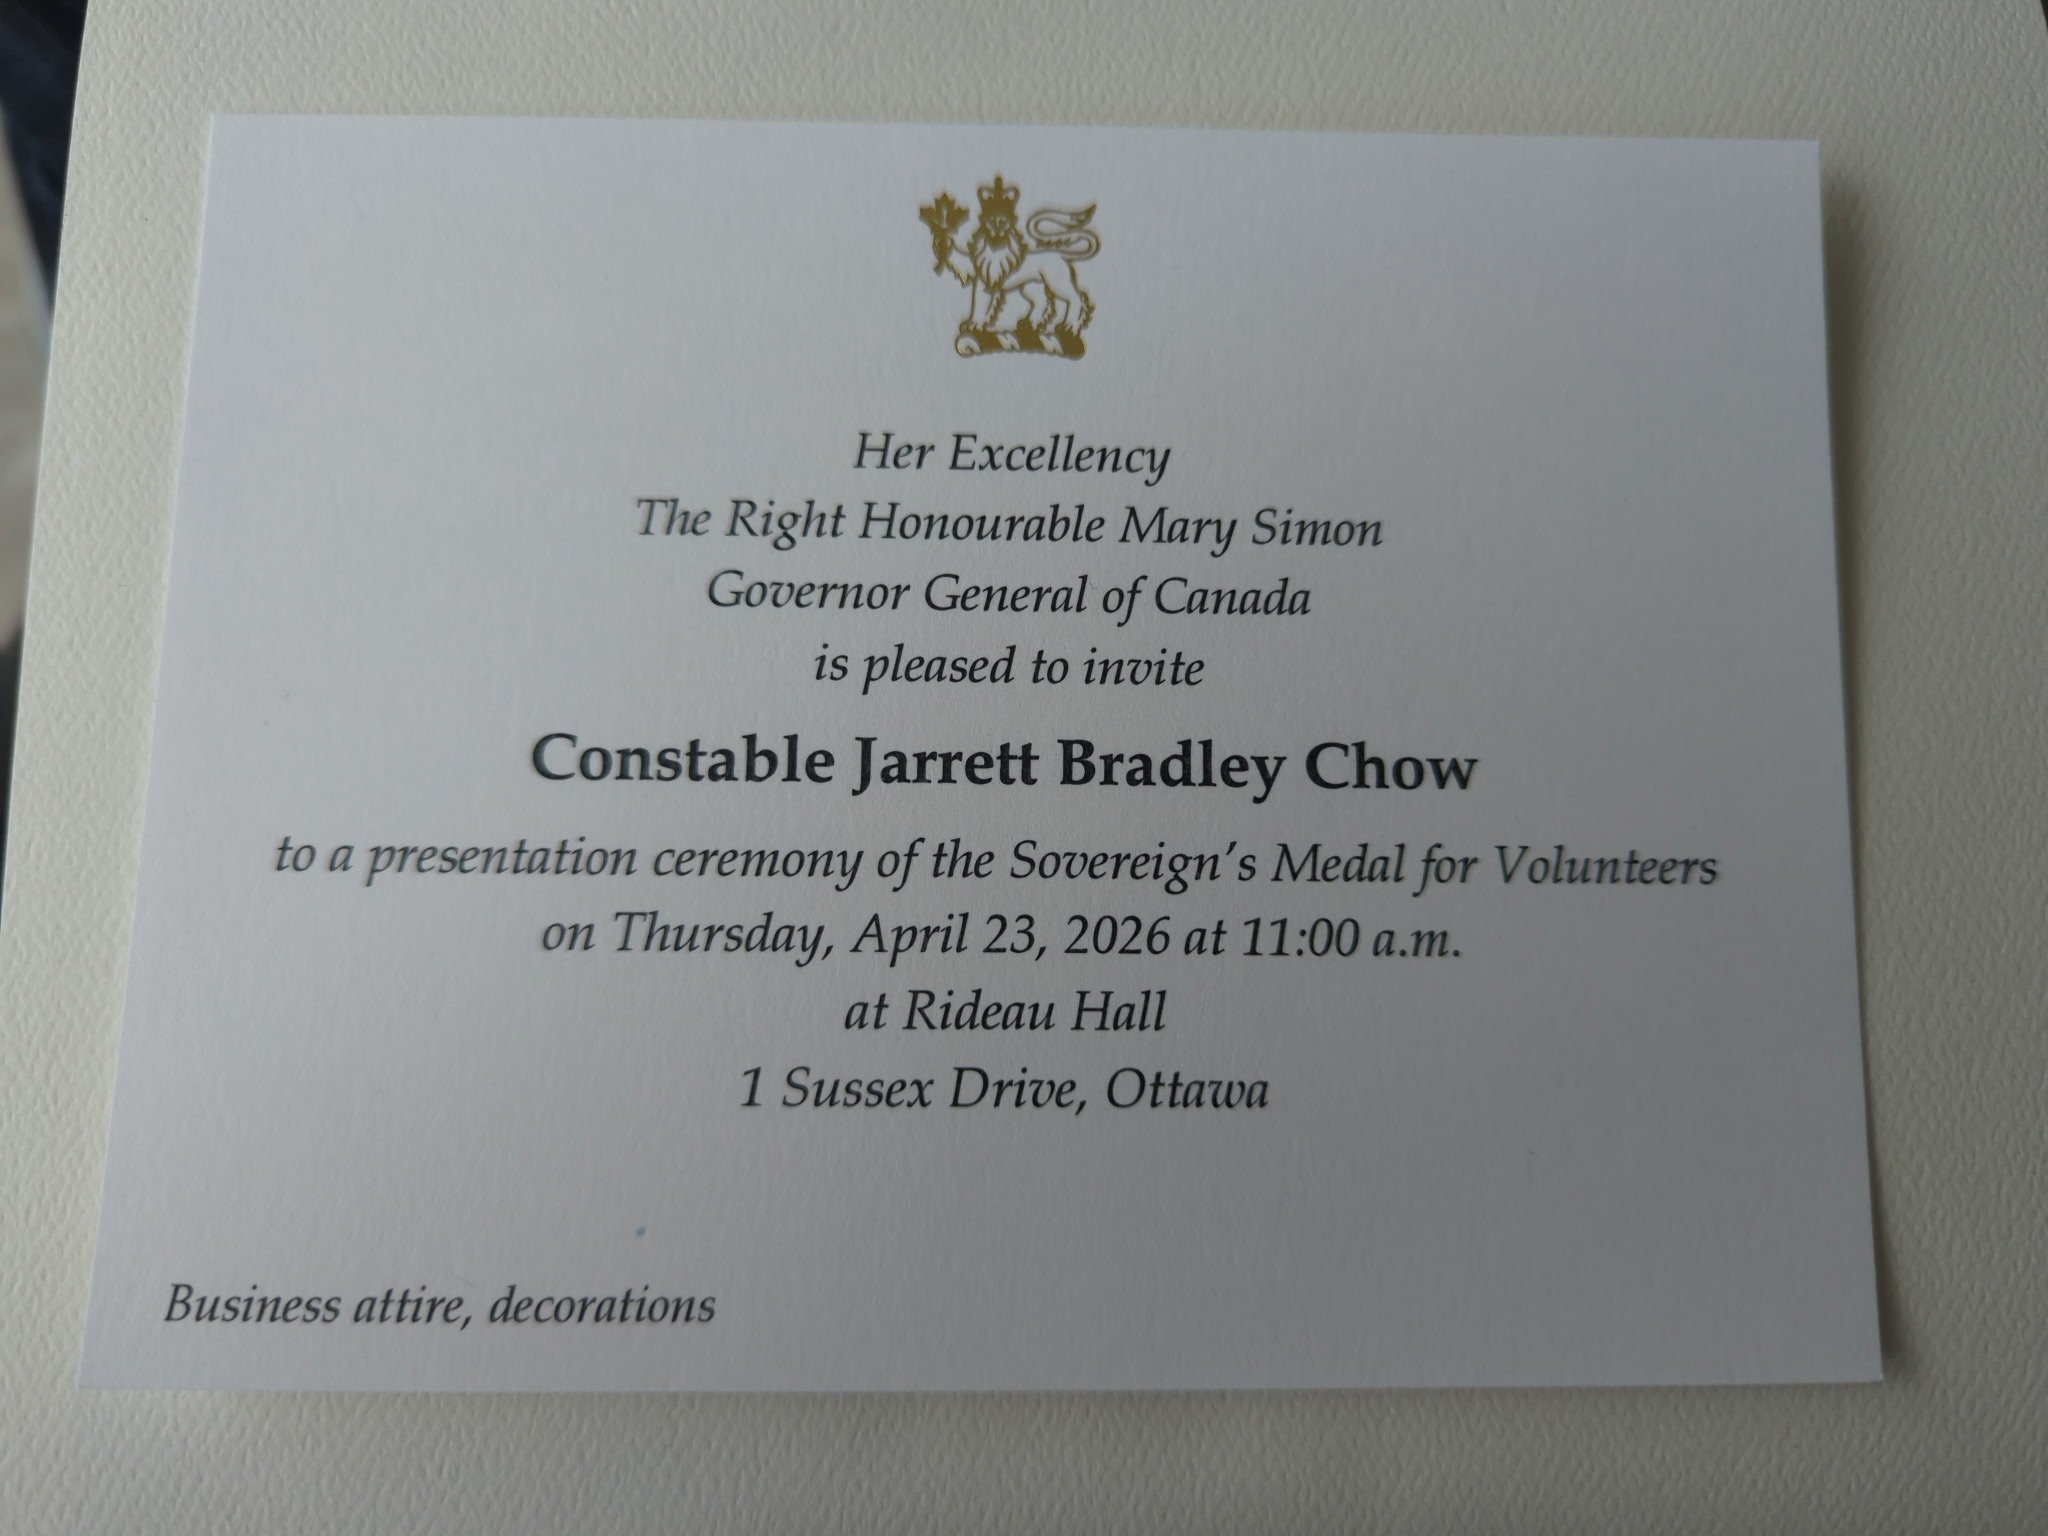 Her Excellency
The Right Honourable Mary Simon
Governor General of Canada
is pleased to invite
Constable Jarrett Bradley Chow
to a presentation ceremony of the Sovereign's Medal for Volunteers
on Thursday, April 23, 2026 at 11:00 a.m.
at Rideau Hall
1 Sussex Drive, Ottawa
Business attire, decorations